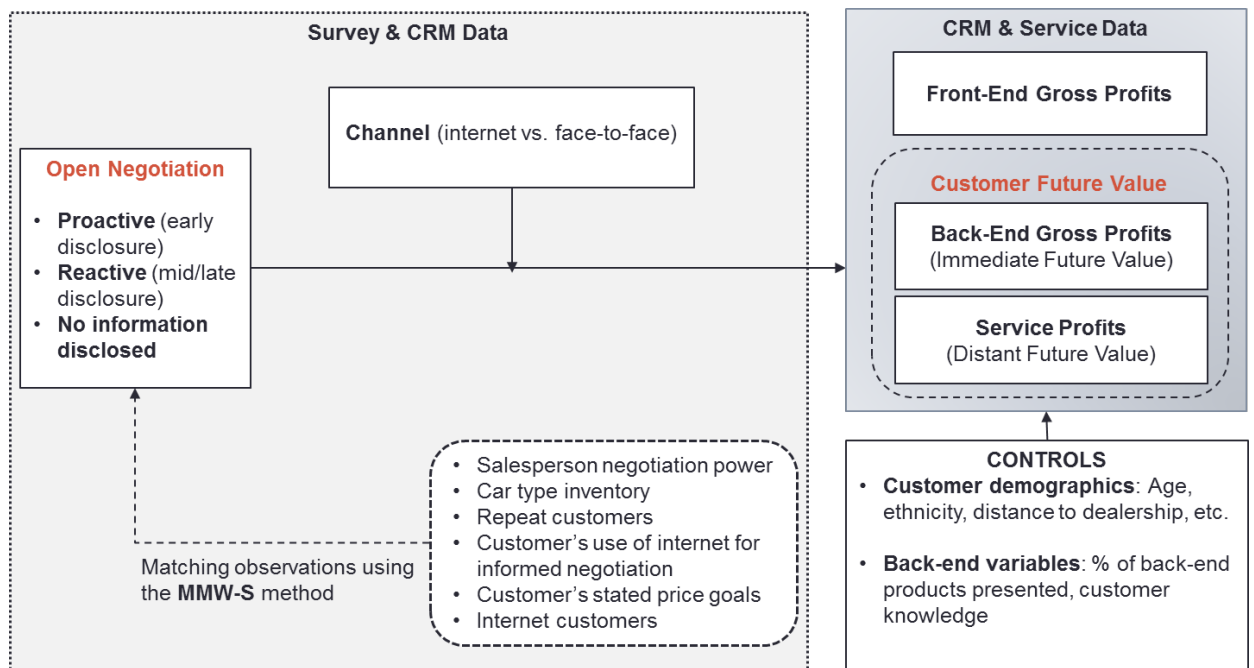 Survey & CRM Data
Channel (internet vs. face-to-face)
Open Negotiation
• Proactive (early
disclosure)
• Reactive (mid/late
disclosure)
• No information
disclosed
Matching observations using
the MMW-S method
• Salesperson negotiation power
• Car type inventory
• Repeat customers
• Customer’s use of internet for
informed negotiation
• Customer’s stated price goals
• Internet customers
CRM & Service Data
Front-End Gross Profits
Customer Future Value
Back-End Gross Profits
(Immediate Future Value)
Service Profits
(Distant Future Value)
CONTROLS
• Customer demographics: Age,
ethnicity, distance to dealership, etc.
• Back-end variables: % of back-end
products presented, customer
knowledge